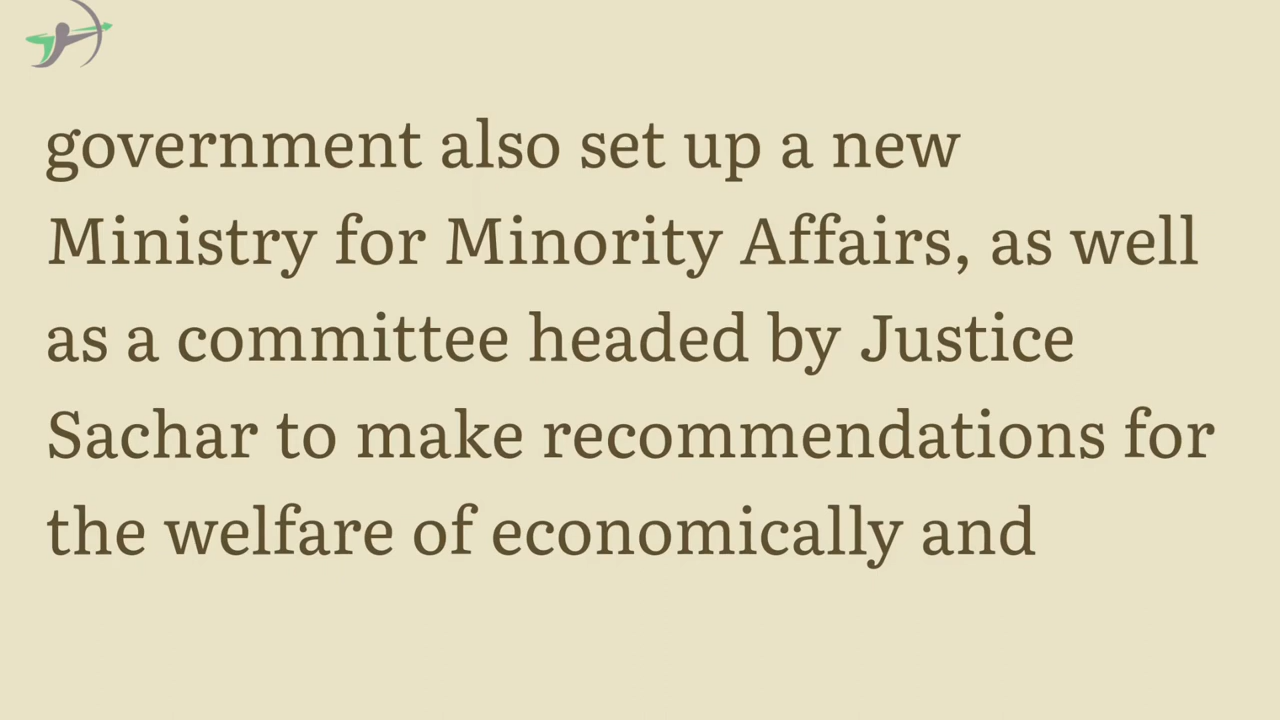 government also set up a new
Ministry for Minority Affairs, as well
as a committee headed by Justice
Sachar to make recommendations for
the welfare of economically and